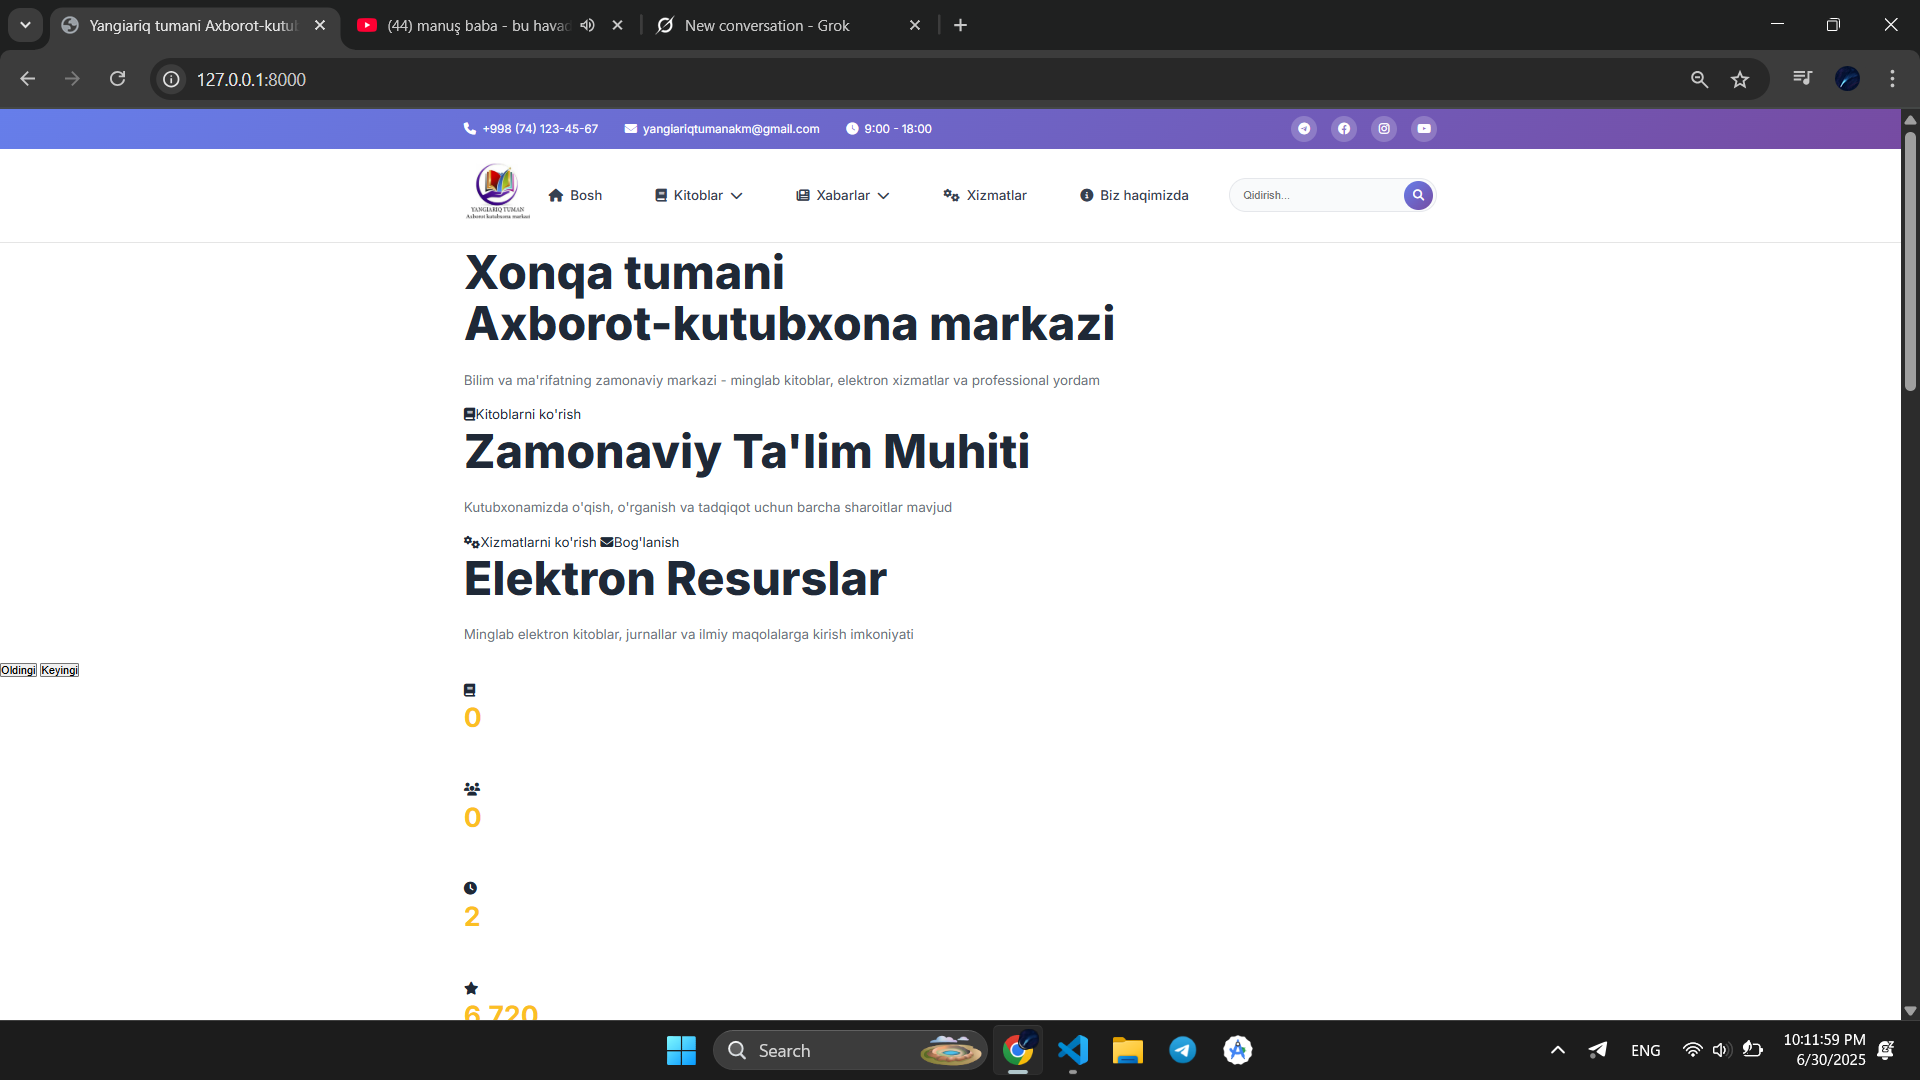 Yangiariq tumani Axborot-kutub
(44) manuş baba - bu havad
New conversation - Grok
127.0.0.1:8000
+998 (74) 123-45-67
yangiariqtumanakm@gmail.com
9:00 - 18:00
YANGIARIQ TUMAN
Axborot kutubxona markazi
Bosh
Kitoblar
Xabarlar
Xizmatlar
Biz haqimizda
Qidirish...
Xonqa tumani
Axborot-kutubxona markazi
Bilim va ma'rifatning zamonaviy markazi - minglab kitoblar, elektron xizmatlar va professional yordam
Kitoblarni ko'rish
Zamonaviy Ta'lim Muhiti
Kutubxonamizda o'qish, o'rganish va tadqiqot uchun barcha sharoitlar mavjud
Xizmatlarni ko'rish Bog'lanish
Elektron Resurslar
Minglab elektron kitoblar, jurnallar va ilmiy maqolalarga kirish imkoniyati
Oldingi Keyingi
0
0
2
6,720
Search
ENG
10:11:59 PM
6/30/2025